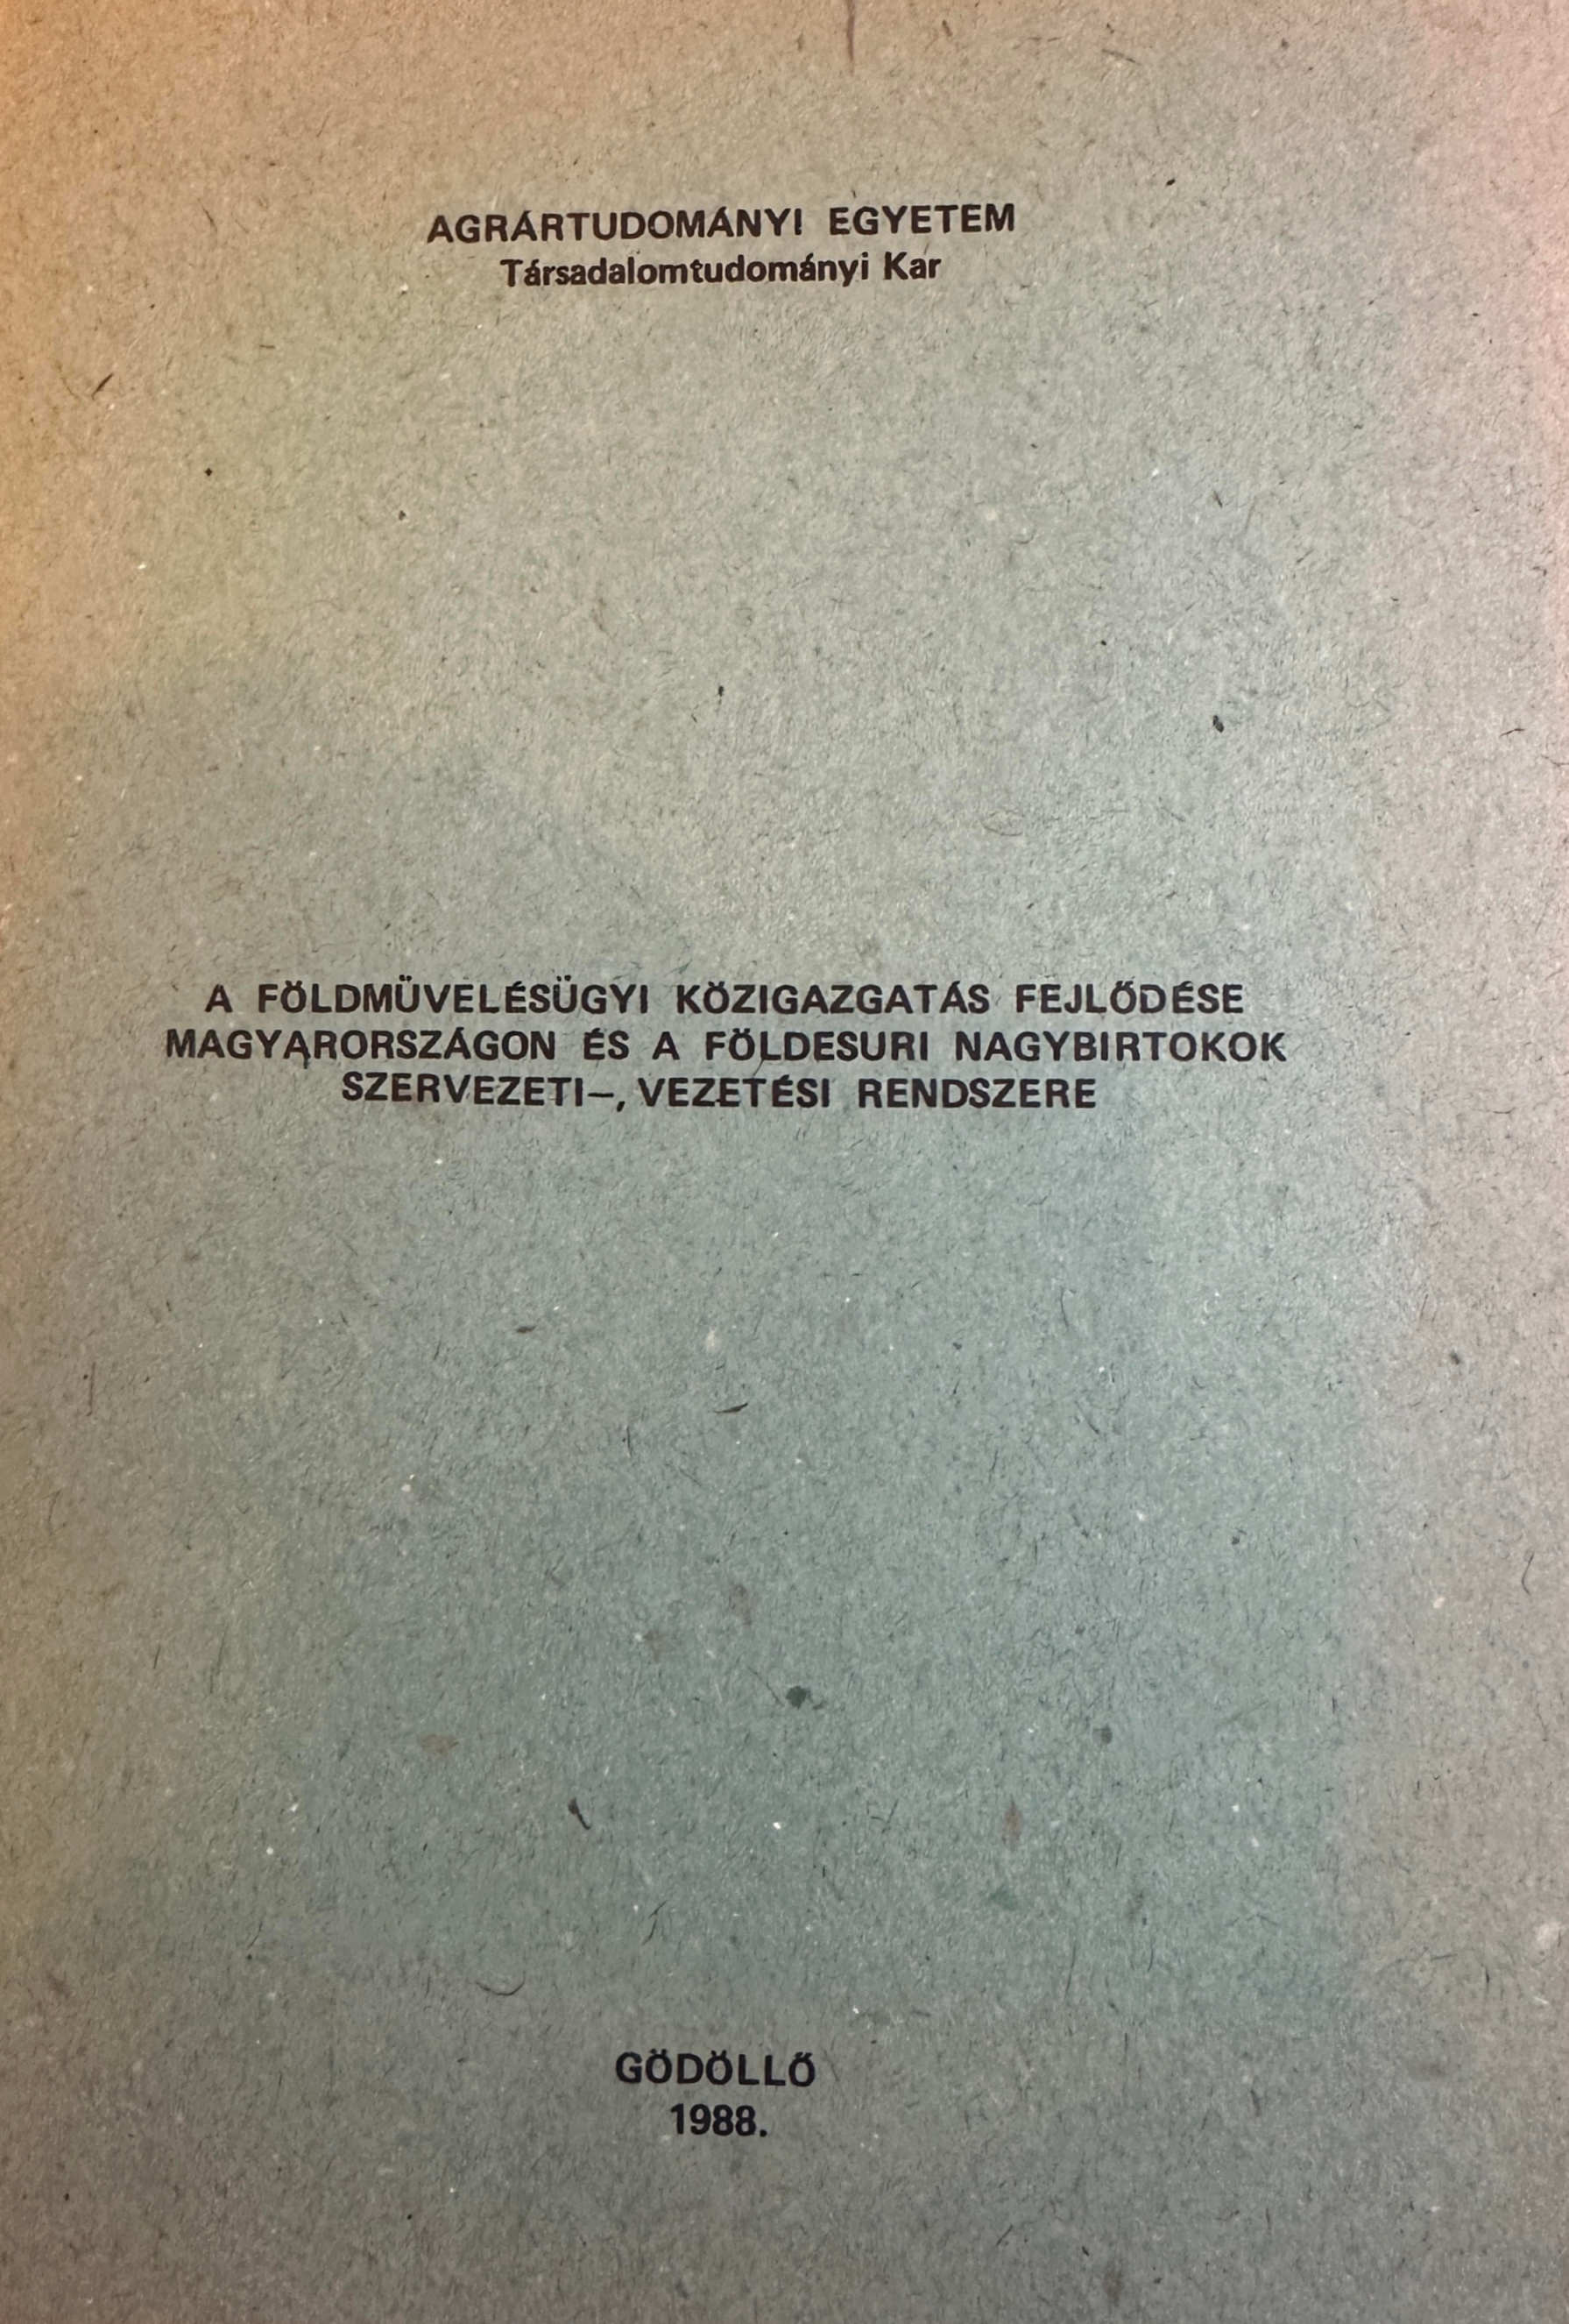 AGRÁRTUDOMÁNYI EGYETEM
Társadalomtudományi Kar
A FÖLDMÜVELÉSÜGYI KÖZIGAZGATÁS FEJLŐDÉSE
MAGYARORSZÁGON ÉS A FÖLDESURI NAGYBIRTOKOK
SZERVEZETI–, VEZETÉSI RENDSZERE
GÖDÖLLŐ
1988.